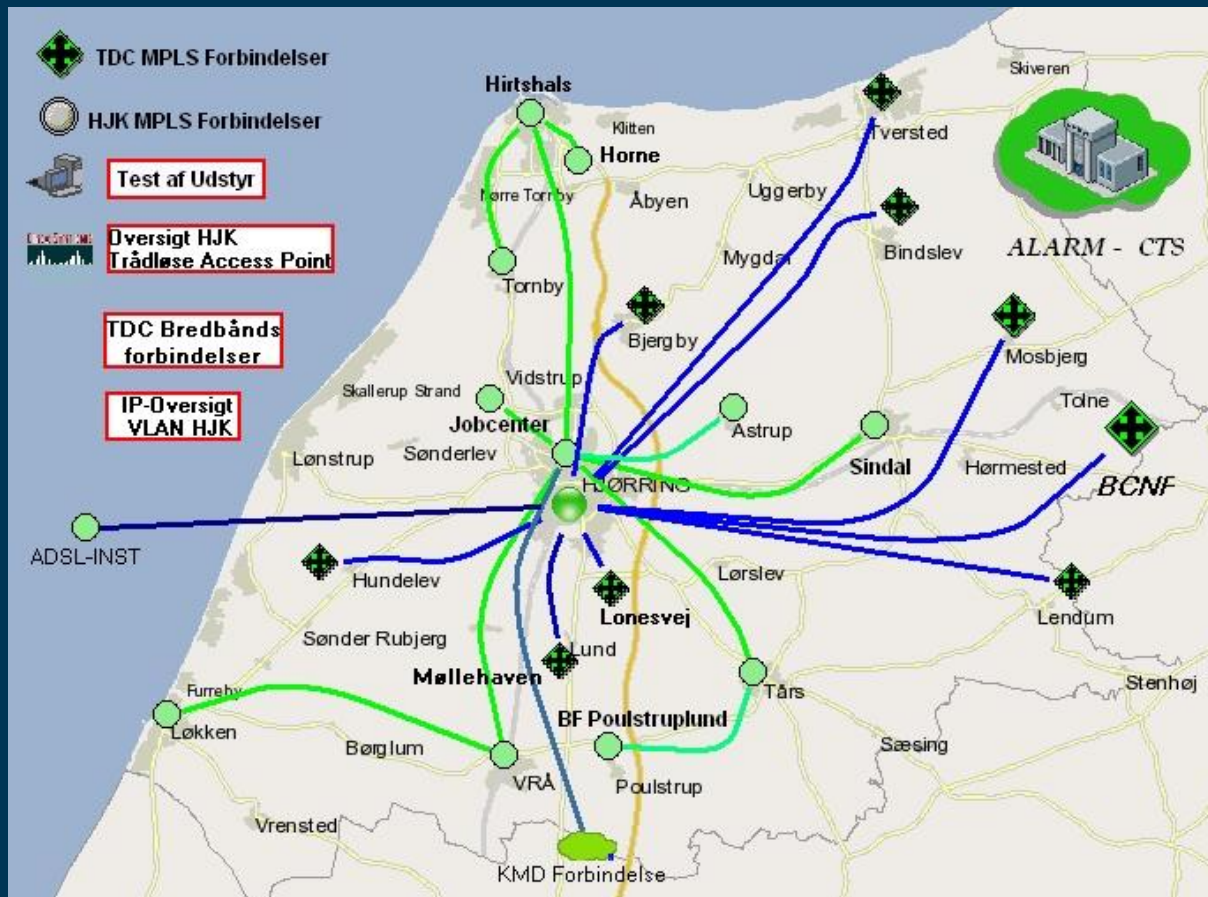 TDC MPLS Forbindelser
HJK MPLS Forbindelser
Test af Udstyr
Oversigt HJK
Trådløse Access Point
TDC Bredbånds
forbindelser
IP-Oversigt
VLAN HJK
Hirtshals
Klitten
Horne
Nørre Tornby
Åbyen
Tornby
Skiveren
Tversted
Uggerby
Bindslev
ALARM - CTS
Bjergby
Mosbjerg
Vidstrup
Skallerup Strand
Jobcenter
Sønderlev
Lønstrup
Astrup
Tolne
Sindal
Hørmested
BCNF
HJØRRING
ADSL-INST
Hundelev
Lørslev
Lonesvej
Lendum
Sønder Rubjerg
Lund
Møllehaven
Stenhøj
Furreby
Tårs
BF Poulstruplund
Løkken
Børglum
Sæsing
VRÅ
Poulstrup
Vrensted
KMD Forbindelse